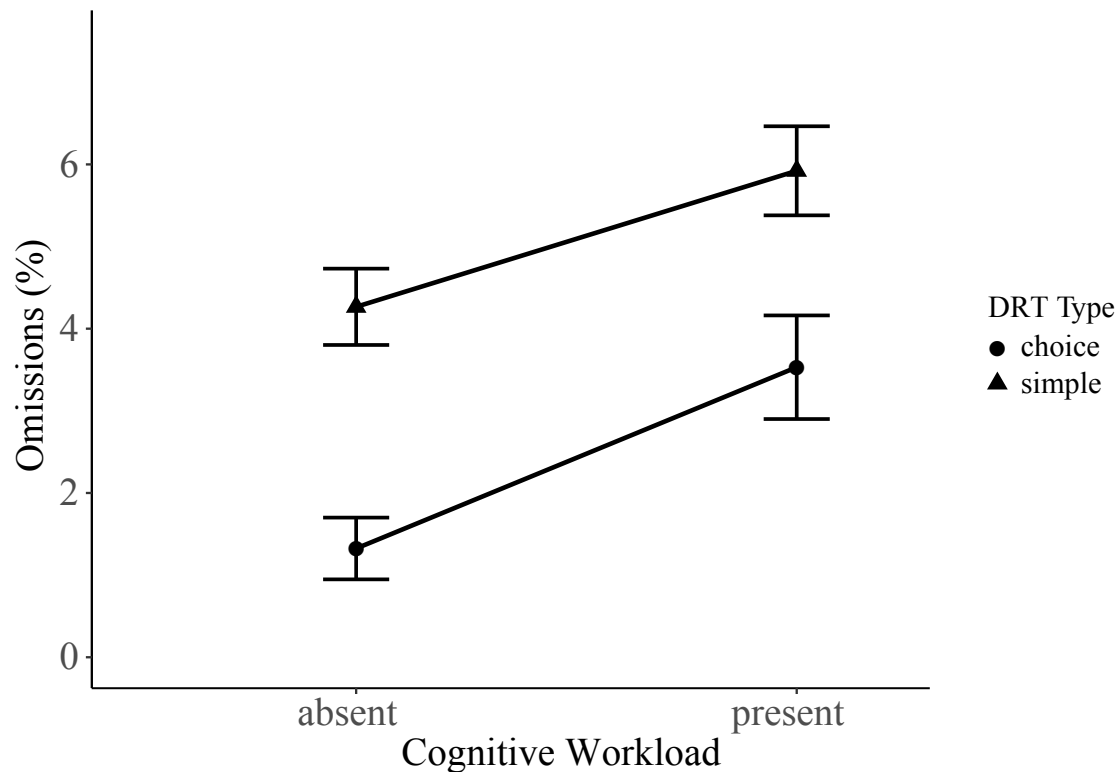 Omissions (%)
6
4
2
0
absent
present
Cognitive Workload
DRT Type
choice
simple